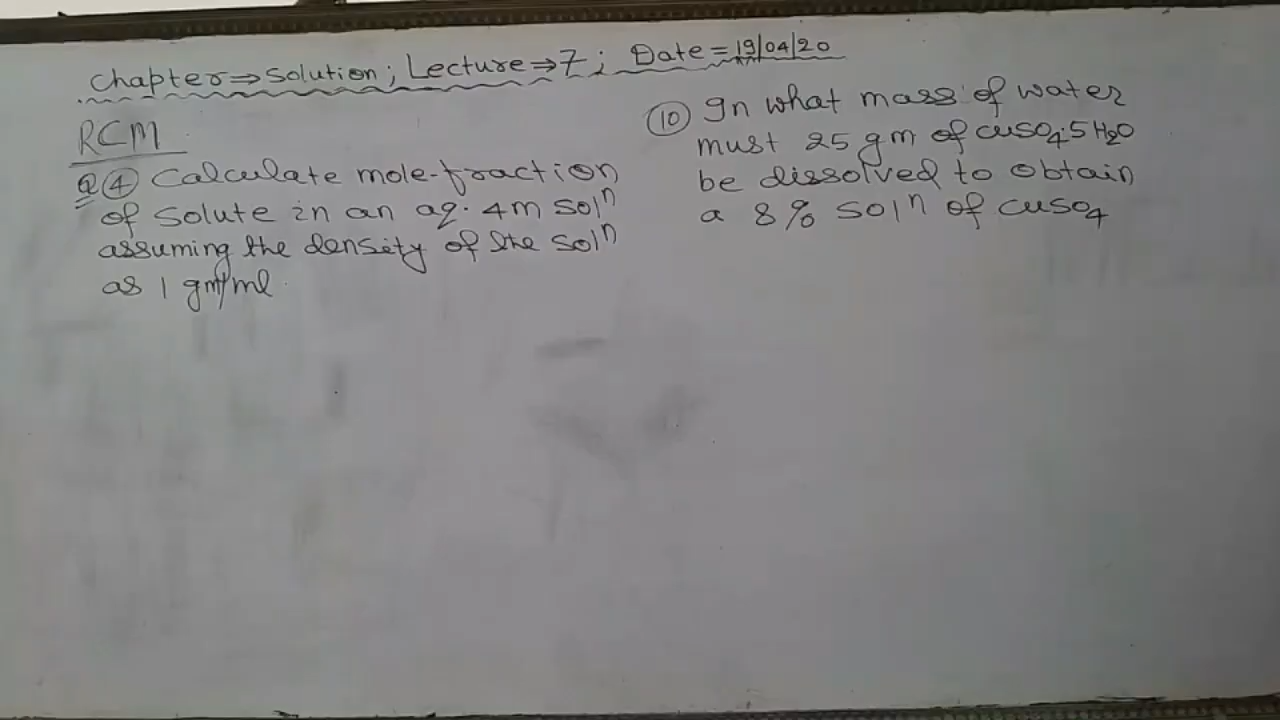 Chapter⇒Solution; Lecture⇒7; Date=19/04/20
RCM
Q④ Calculate mole-fraction
of solute in an aq. 4m solⁿ
assuming the density of the solⁿ
as 1 gm/ml.
⑩ In what mass of water
must 25 gm of CuSO₄.5H₂O
be dissolved to obtain
a 8% solⁿ of CuSO₄